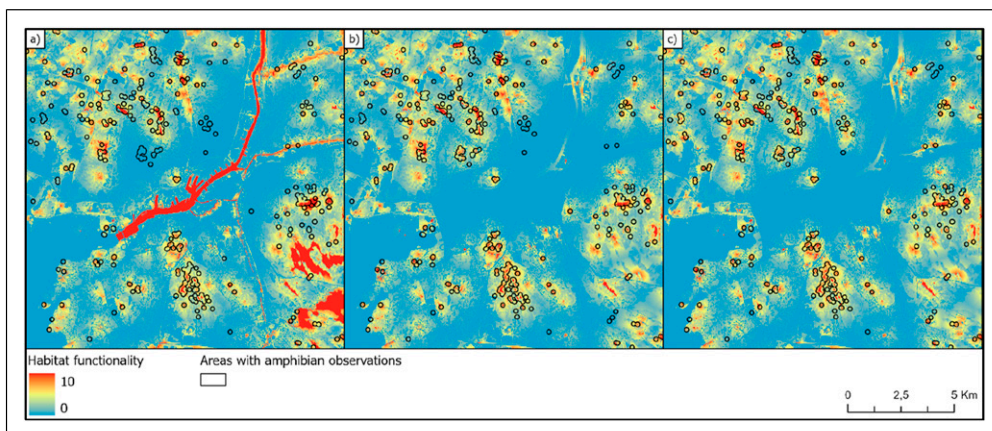 a) b) c)
Habitat functionality Areas with amphibian observations
10
0
0 2,5 5 Km